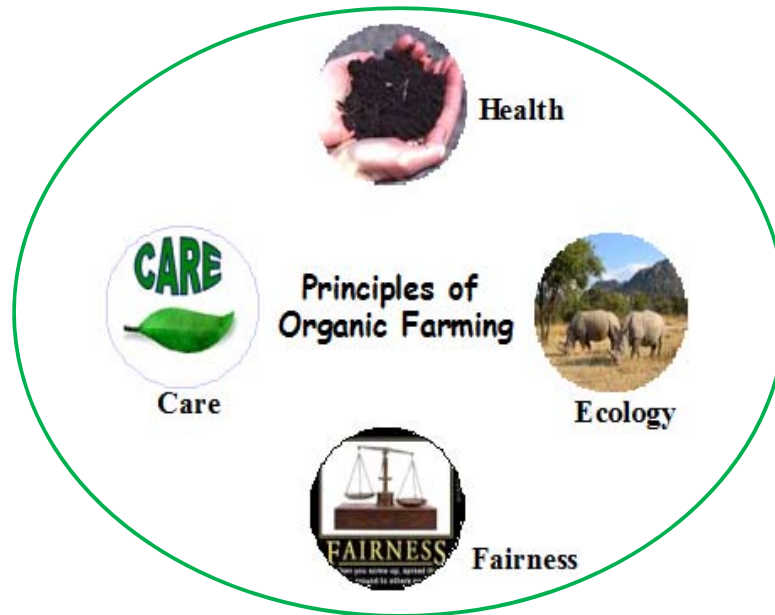 Health
CARE
Care
Principles of
Organic Farming
Ecology
FAIRNESS
Fairness